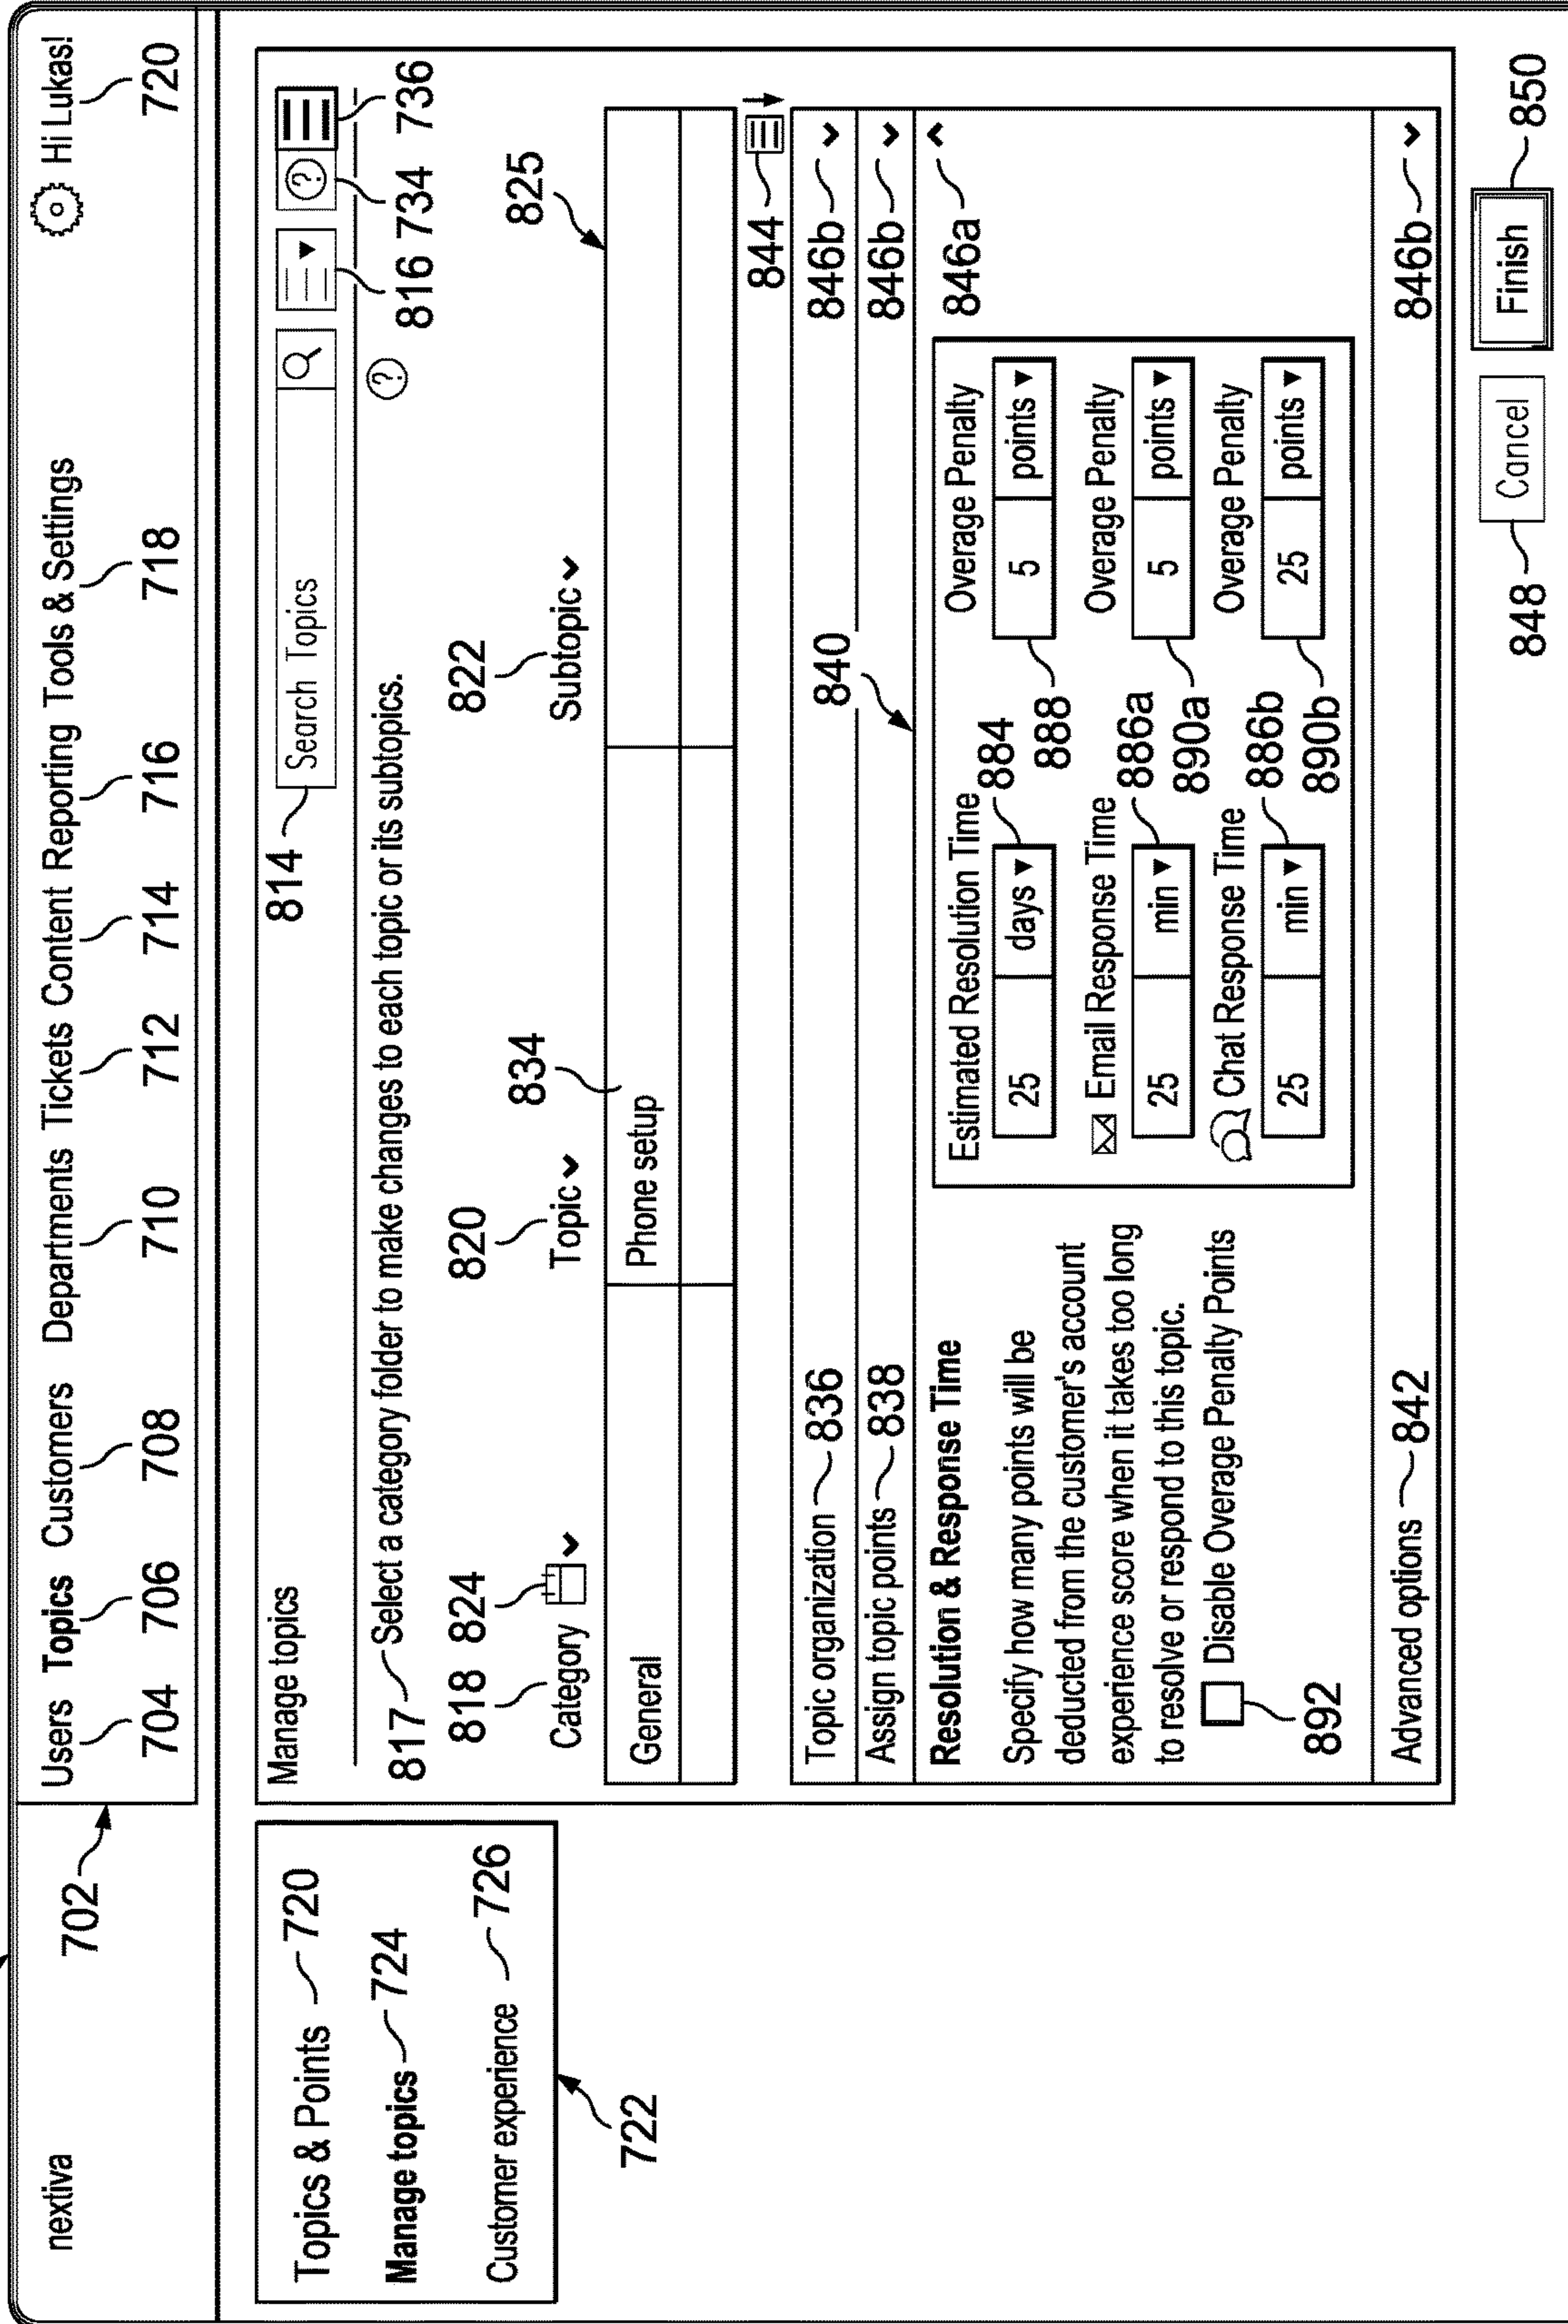 nextiva
702
Users Topics Customers Departments Tickets Content Reporting Tools & Settings Hi Lukas!
704 706 708 710 712 714 716 718 720
Topics & Points 720
Manage topics 724
Customer experience 726
722
Manage topics
814
Search Topics
?
816 734 736
817 Select a category folder to make changes to each topic or its subtopics. ?
818 824 820 834 822 825
Category Topic Subtopic
General Phone setup
844
Topic organization 836 846b
Assign topic points 838 840 846b
Resolution & Response Time 846a
Specify how many points will be
deducted from the customer's account
experience score when it takes too long
to resolve or respond to this topic.
Disable Overage Penalty Points
892
Estimated Resolution Time Overage Penalty
25 days 884 5 points
888
Email Response Time Overage Penalty
25 min 886a 5 points
890a
Chat Response Time Overage Penalty
25 min 886b 25 points
890b
Advanced options 842 846b
848 Cancel Finish 850